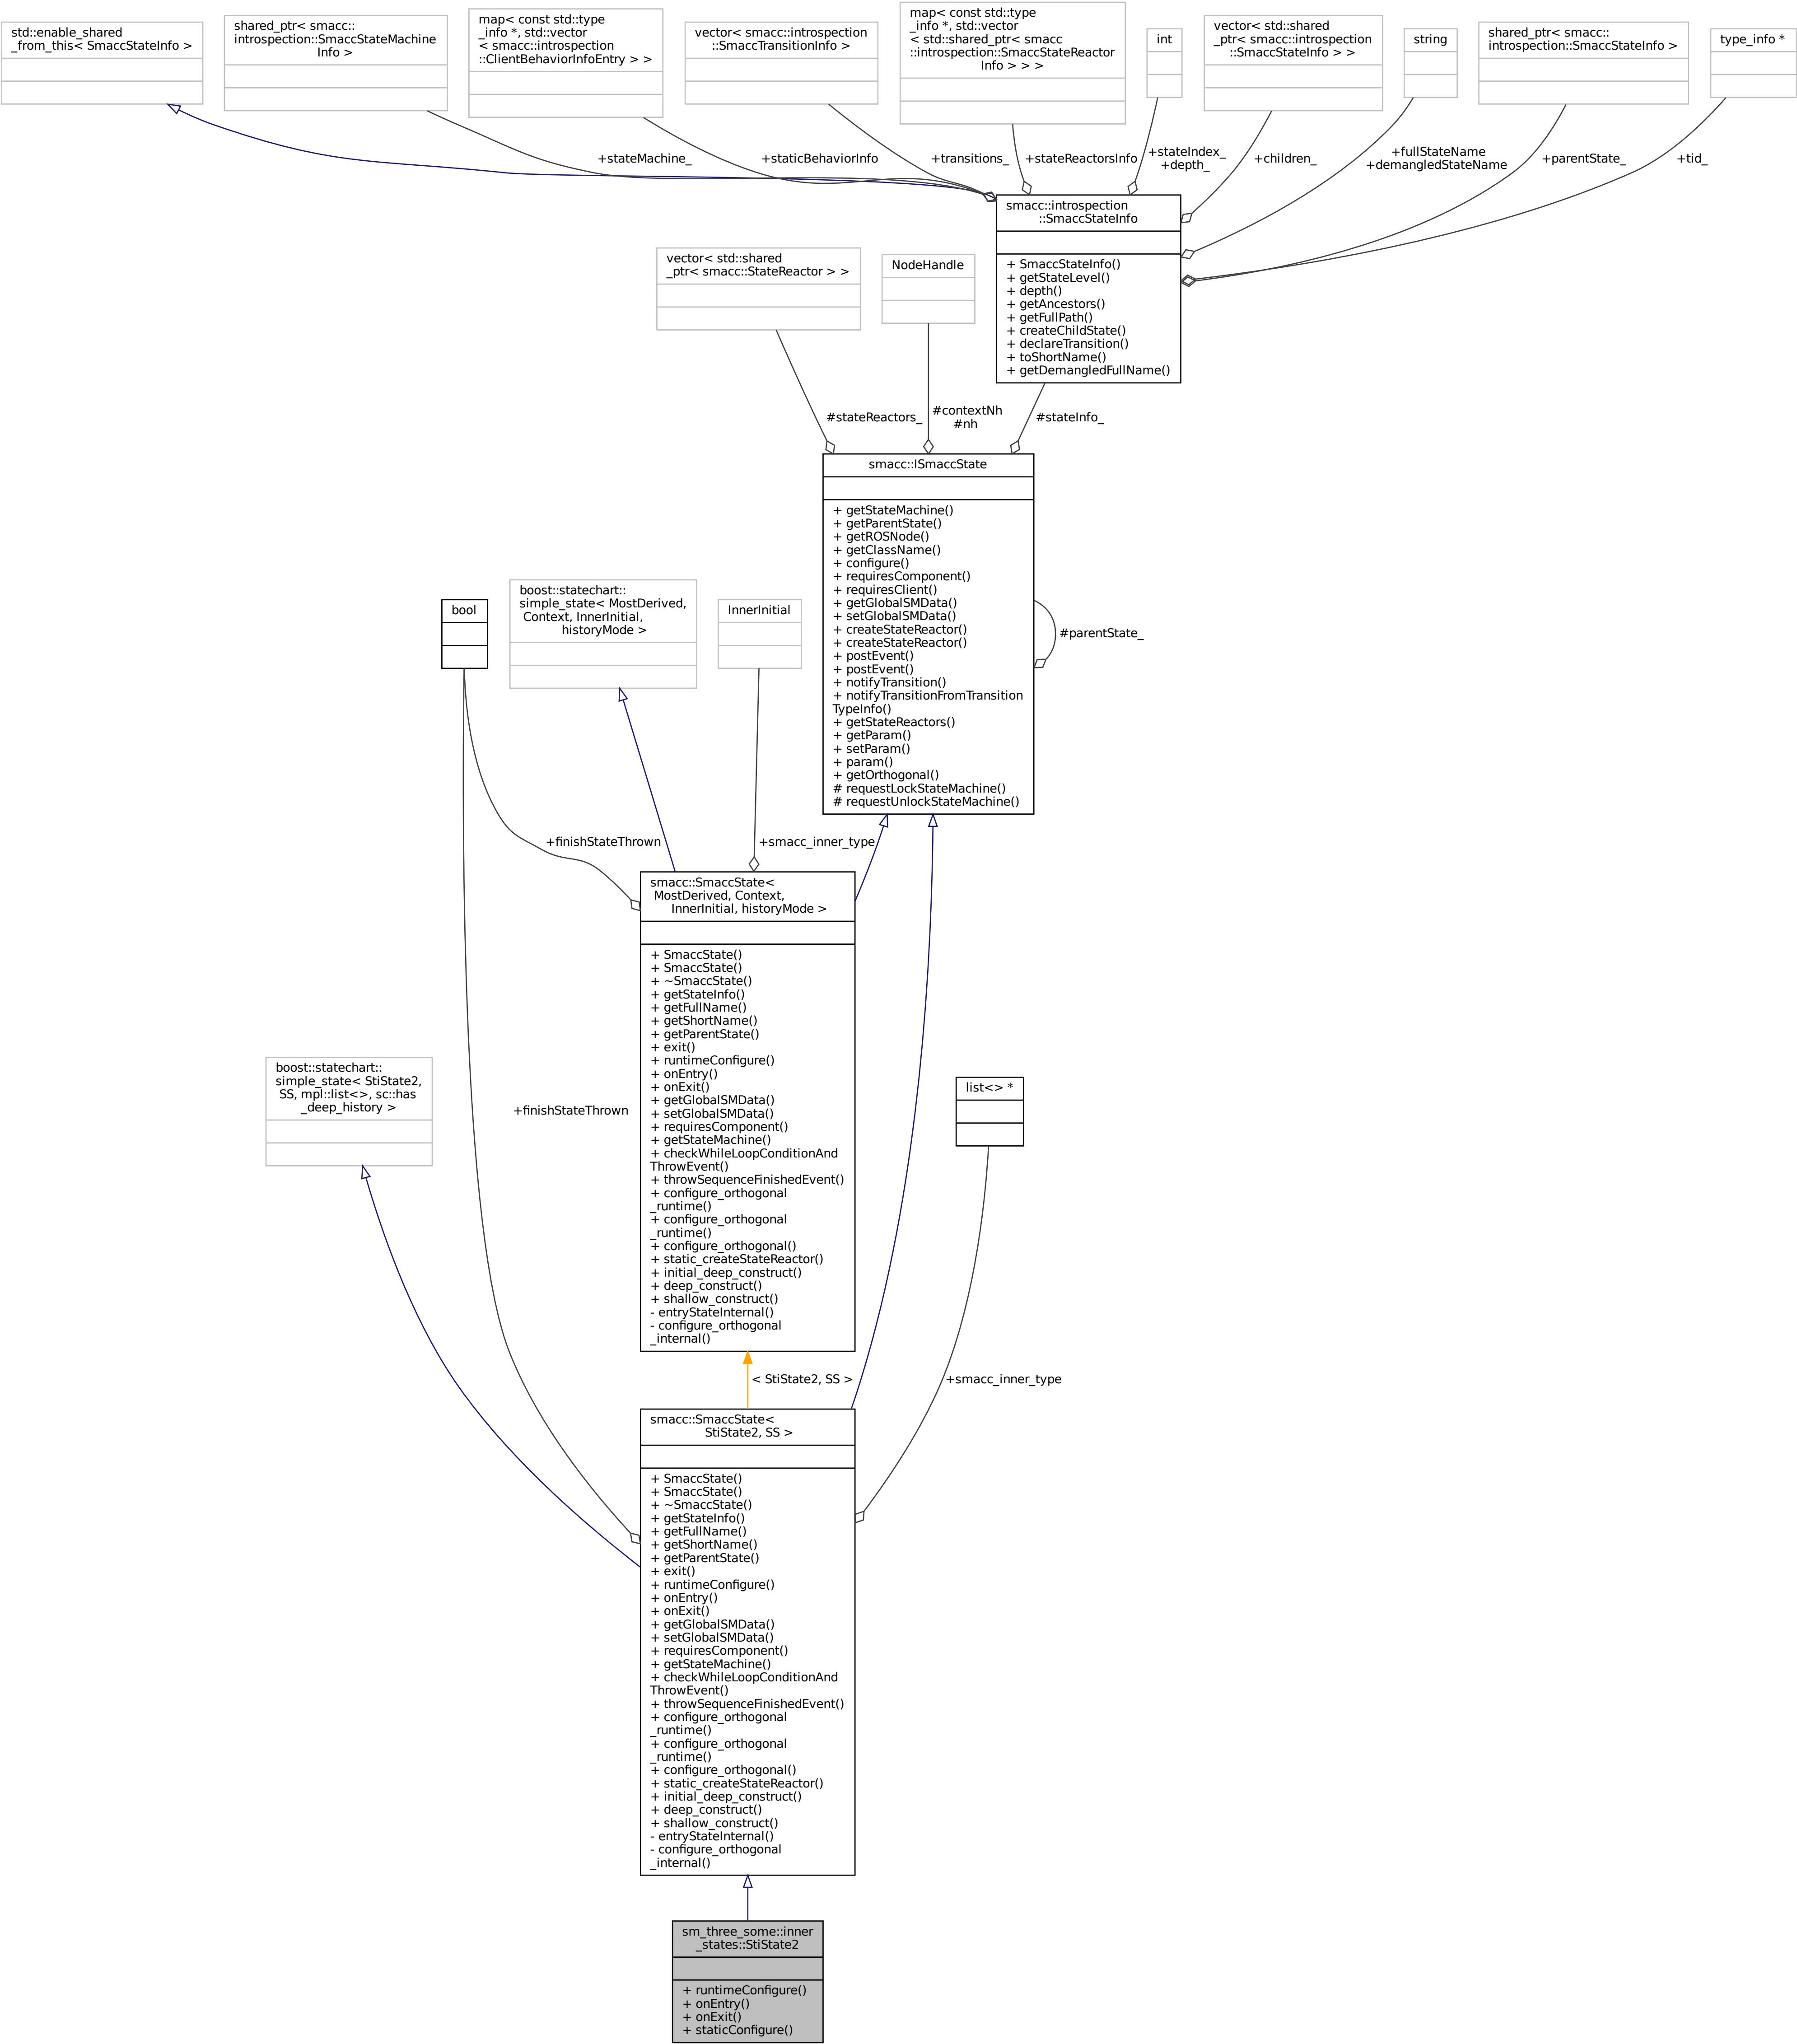 std::enable_shared
_from_this< SmaccStateInfo >
shared_ptr< smacc::
introspection::SmaccStateMachine
Info >
map< const std::type
_info *, std::vector
< smacc::introspection
::ClientBehaviorInfoEntry > >
vector< smacc::introspection
::SmaccTransitionInfo >
map< const std::type
_info *, std::vector
< std::shared_ptr< smacc
::introspection::SmaccStateReactor
Info > > >
int
vector< std::shared
_ptr< smacc::introspection
::SmaccStateInfo > >
string
shared_ptr< smacc::
introspection::SmaccStateInfo >
type_info *
+stateMachine_
+staticBehaviorInfo
+transitions_
+stateReactorsInfo
+stateIndex_
+depth_
+children_
+fullStateName
+demangledStateName
+parentState_
+tid_
smacc::introspection
::SmaccStateInfo
+ SmaccStateInfo()
+ getStateLevel()
+ depth()
+ getAncestors()
+ getFullPath()
+ createChildState()
+ declareTransition()
+ toShortName()
+ getDemangledFullName()
vector< std::shared
_ptr< smacc::StateReactor > >
NodeHandle
#stateReactors_
#contextNh
#nh
#stateInfo_
smacc::ISmaccState
+ getStateMachine()
+ getParentState()
+ getROSNode()
+ getClassName()
+ configure()
+ requiresComponent()
+ requiresClient()
+ getGlobalSMData()
+ setGlobalSMData()
+ createStateReactor()
+ createStateReactor()
+ postEvent()
+ postEvent()
+ notifyTransition()
+ notifyTransitionFromTransition
TypeInfo()
+ getStateReactors()
+ getParam()
+ setParam()
+ param()
+ getOrthogonal()
# requestLockStateMachine()
# requestUnlockStateMachine()
#parentState_
bool
boost::statechart::
simple_state< MostDerived,
Context, InnerInitial,
historyMode >
InnerInitial
+finishStateThrown
+smacc_inner_type
smacc::SmaccState<
MostDerived, Context,
InnerInitial, historyMode >
+ SmaccState()
+ SmaccState()
+ ~SmaccState()
+ getStateInfo()
+ getFullName()
+ getShortName()
+ getParentState()
+ exit()
+ runtimeConfigure()
+ onEntry()
+ onExit()
+ getGlobalSMData()
+ setGlobalSMData()
+ requiresComponent()
+ getStateMachine()
+ checkWhileLoopConditionAnd
ThrowEvent()
+ throwSequenceFinishedEvent()
+ configure_orthogonal
_runtime()
+ configure_orthogonal
_runtime()
+ configure_orthogonal()
+ static_createStateReactor()
+ initial_deep_construct()
+ deep_construct()
+ shallow_construct()
- entryStateInternal()
- configure_orthogonal
_internal()
boost::statechart::
simple_state< StiState2,
SS, mpl::list<>, sc::has
_deep_history >
+finishStateThrown
list<> *
< StiState2, SS >
+smacc_inner_type
smacc::SmaccState<
StiState2, SS >
+ SmaccState()
+ SmaccState()
+ ~SmaccState()
+ getStateInfo()
+ getFullName()
+ getShortName()
+ getParentState()
+ exit()
+ runtimeConfigure()
+ onEntry()
+ onExit()
+ getGlobalSMData()
+ setGlobalSMData()
+ requiresComponent()
+ getStateMachine()
+ checkWhileLoopConditionAnd
ThrowEvent()
+ throwSequenceFinishedEvent()
+ configure_orthogonal
_runtime()
+ configure_orthogonal
_runtime()
+ configure_orthogonal()
+ static_createStateReactor()
+ initial_deep_construct()
+ deep_construct()
+ shallow_construct()
- entryStateInternal()
- configure_orthogonal
_internal()
sm_three_some::inner
_states::StiState2
+ runtimeConfigure()
+ onEntry()
+ onExit()
+ staticConfigure()